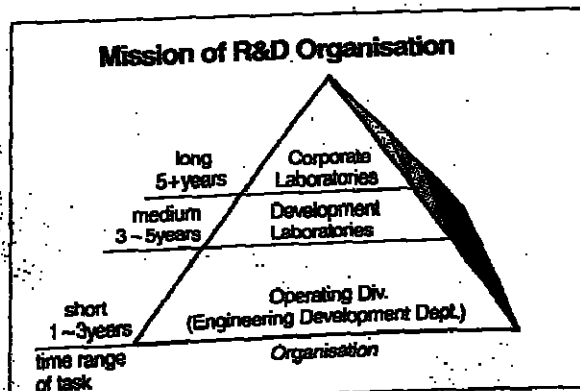 Mission of R&D Organisation
long
5+years
Corporate
Laboratories
medium
3~5years
Development
Laboratories
short
1~3years
Operating Div.
(Engineering Development Dept.)
time range
of task
Organisation